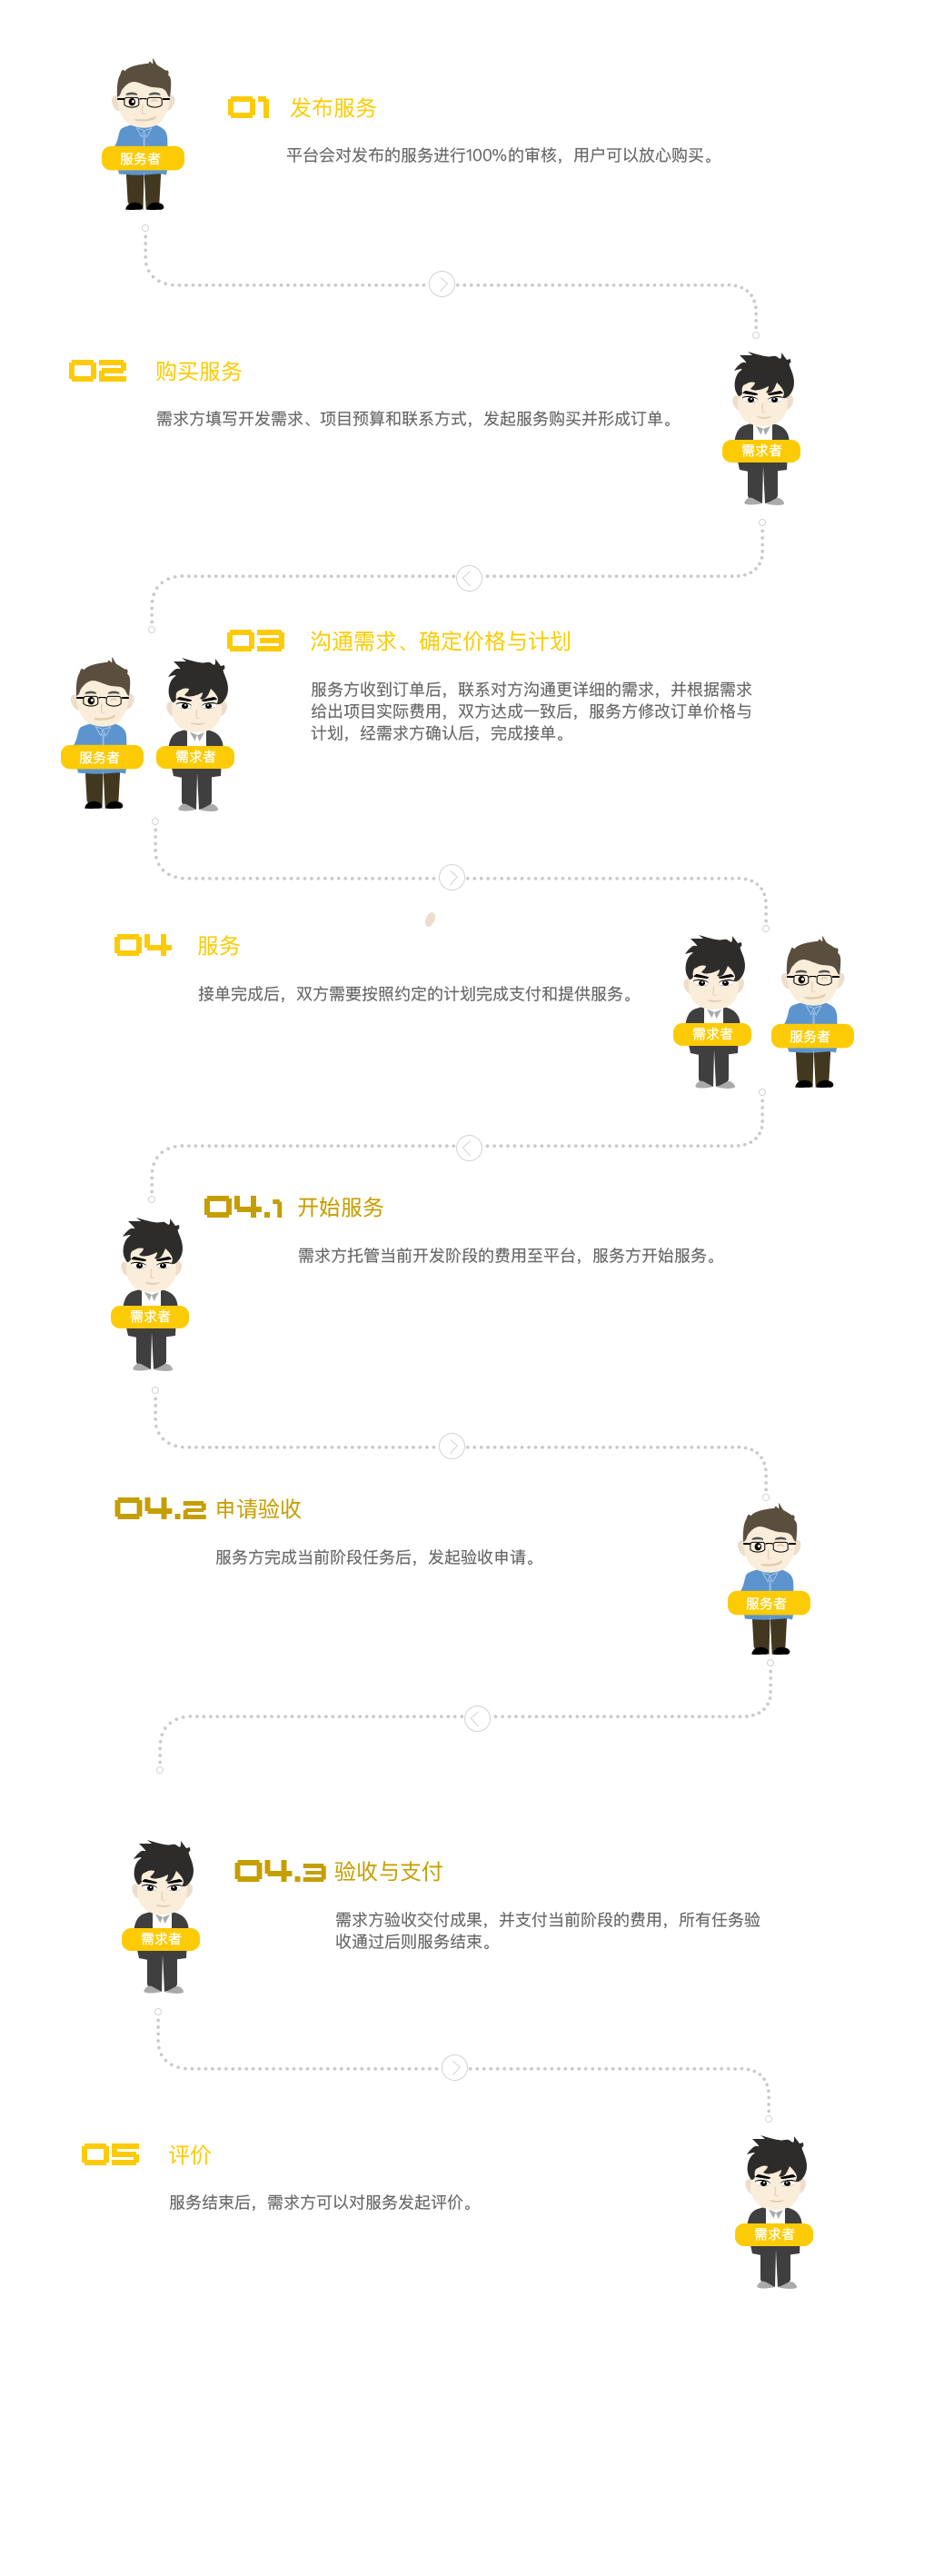 01 发布服务
平台会对发布的服务进行100%的审核，用户可以放心购买。
服务者
02 购买服务
需求方填写开发需求、项目预算和联系方式，发起服务购买并形成订单。
需求者
03 沟通需求、确定价格与计划
服务方收到订单后，联系对方沟通更详细的需求，并根据需求
给出项目实际费用，双方达成一致后，服务方修改订单价格与
计划，经需求方确认后，完成接单。
服务者 需求者
04 服务
接单完成后，双方需要按照约定的计划完成支付和提供服务。
需求者 服务者
04.1 开始服务
需求方托管当前开发阶段的费用至平台，服务方开始服务。
需求者
04.2 申请验收
服务方完成当前阶段任务后，发起验收申请。
服务者
04.3 验收与支付
需求方验收交付成果，并支付当前阶段的费用，所有任务验
收通过后则服务结束。
需求者
05 评价
服务结束后，需求方可以对服务发起评价。
需求者